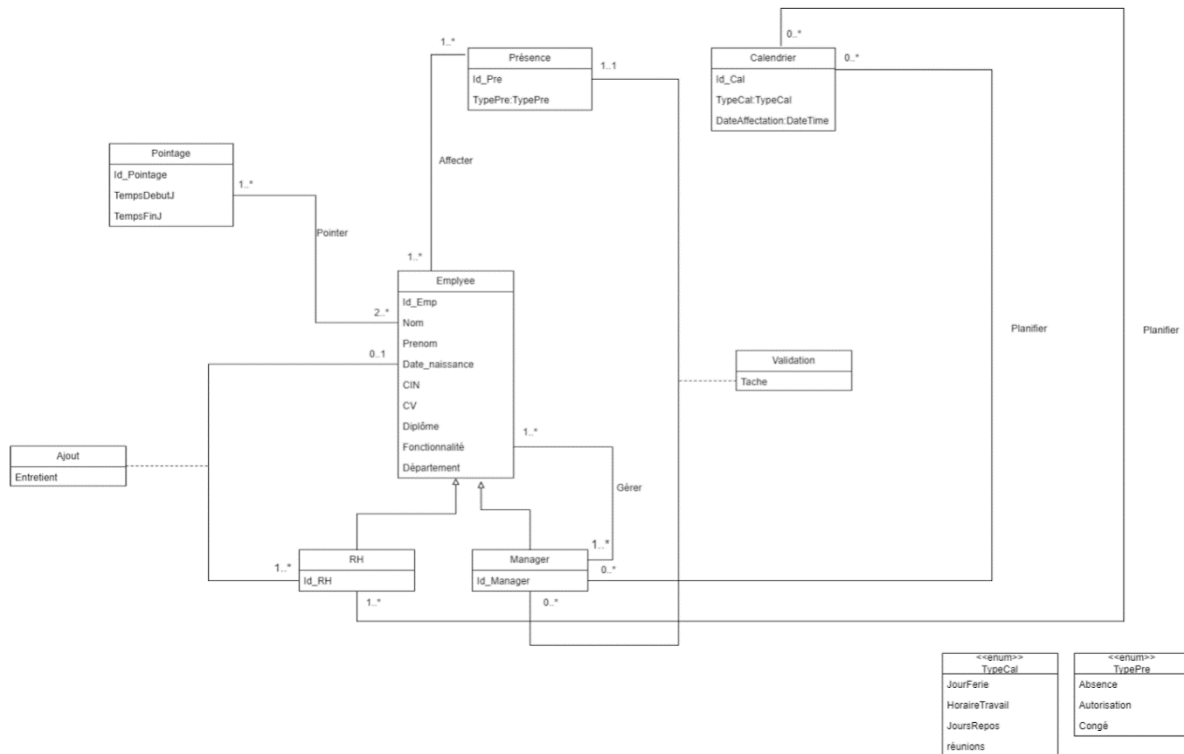 0..*
1..*
Présence
1..1
Id_Pre
TypePre:TypePre
Calendrier
0..*
Id_Cal
TypeCal:TypeCal
DateAffectation:DateTime
Pointage
Id_Pointage
TempsDebutJ
TempsFinJ
1..*
Affecter
Pointer
1..*
Emplyee
Id_Emp
Nom
Prenom
Date_naissance
CIN
CV
Diplôme
Fonctionnalité
Département
2..*
0..1
Planifier
Planifier
Validation
Tache
Ajout
Entretient
1..*
Gérer
1..*
RH
Id_RH
1..*
1..*
Manager
Id_Manager
0..*
0..*
<<enum>>
TypeCal
JourFerie
HoraireTravail
JoursRepos
réunions
<<enum>>
TypePre
Absence
Autorisation
Congé